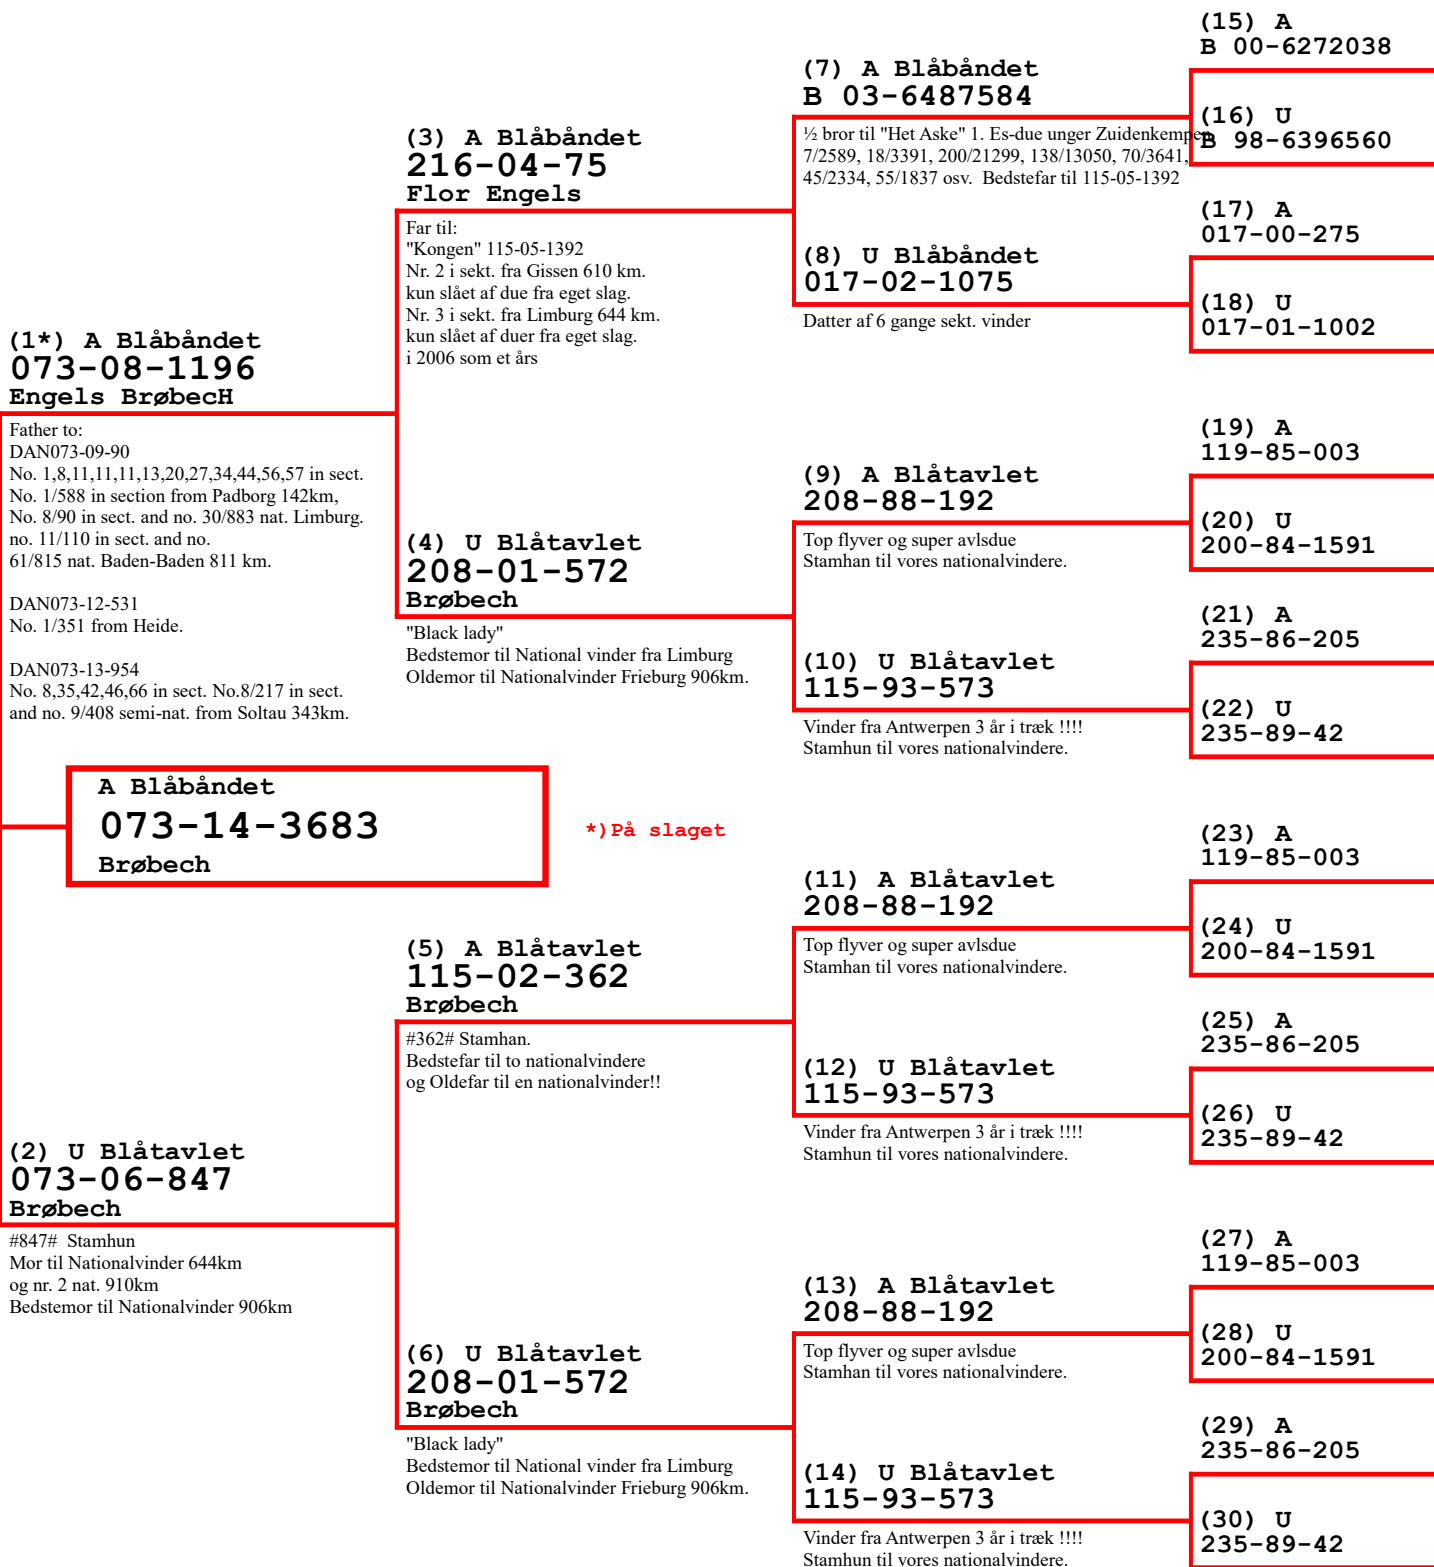 (1*) A Blåbåndet
073-08-1196
Engels BrøbecH
Father to:
DAN073-09-90
No. 1,8,11,11,11,13,20,27,34,44,56,57 in sect.
No. 1/588 in section from Padborg 142km,
No. 8/90 in sect. and no. 30/883 nat. Limburg.
no. 11/110 in sect. and no.
61/815 nat. Baden-Baden 811 km.
DAN073-12-531
No. 1/351 from Heide.
DAN073-13-954
No. 8,35,42,46,66 in sect. No.8/217 in sect.
and no. 9/408 semi-nat. from Soltau 343km.
A Blåbåndet
073-14-3683
Brøbech
*)På slaget
(2) U Blåtavlet
073-06-847
Brøbech
#847#  Stamhun
Mor til Nationalvinder 644km
og nr. 2 nat. 910km
Bedstemor til Nationalvinder 906km
(3) A Blåbåndet
216-04-75
Flor Engels
Far til:
"Kongen" 115-05-1392
Nr. 2 i sekt. fra Gissen 610 km.
kun slået af due fra eget slag.
Nr. 3 i sekt. fra Limburg 644 km.
kun slået af duer fra eget slag.
i 2006 som et års
(4) U Blåtavlet
208-01-572
Brøbech
"Black lady"
Bedstemor til National vinder fra Limburg
Oldemor til Nationalvinder Frieburg 906km.
(5) A Blåtavlet
115-02-362
Brøbech
#362# Stamhan.
Bedstefar til to nationalvindere
og Oldefar til en nationalvinder!!
(6) U Blåtavlet
208-01-572
Brøbech
"Black lady"
Bedstemor til National vinder fra Limburg
Oldemor til Nationalvinder Frieburg 906km.
(7) A Blåbåndet
B 03-6487584
½ bror til "Het Aske" 1. Es-due unger Zuidenkempen
7/2589, 18/3391, 200/21299, 138/13050, 70/3641,
45/2334, 55/1837 osv.  Bedstefar til 115-05-1392
(8) U Blåbåndet
017-02-1075
Datter af 6 gange sekt. vinder
(9) A Blåtavlet
208-88-192
Top flyver og super avlsdue
Stamhan til vores nationalvindere.
(10) U Blåtavlet
115-93-573
Vinder fra Antwerpen 3 år i træk !!!!
Stamhun til vores nationalvindere.
(11) A Blåtavlet
208-88-192
Top flyver og super avlsdue
Stamhan til vores nationalvindere.
(12) U Blåtavlet
115-93-573
Vinder fra Antwerpen 3 år i træk !!!!
Stamhun til vores nationalvindere.
(13) A Blåtavlet
208-88-192
Top flyver og super avlsdue
Stamhan til vores nationalvindere.
(14) U Blåtavlet
115-93-573
Vinder fra Antwerpen 3 år i træk !!!!
Stamhun til vores nationalvindere.
(15) A
B 00-6272038
(16) U
B 98-6396560
(17) A
017-00-275
(18) U
017-01-1002
(19) A
119-85-003
(20) U
200-84-1591
(21) A
235-86-205
(22) U
235-89-42
(23) A
119-85-003
(24) U
200-84-1591
(25) A
235-86-205
(26) U
235-89-42
(27) A
119-85-003
(28) U
200-84-1591
(29) A
235-86-205
(30) U
235-89-42